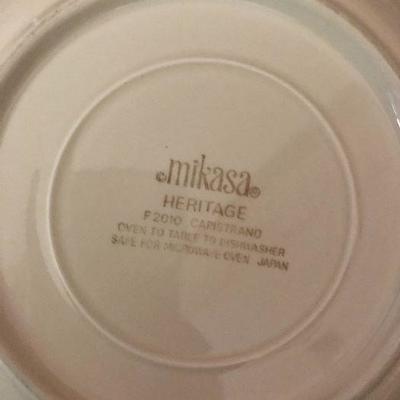 ©mikasa®
HERITAGE
F 2010 CAPISTRANO
OVEN TO TABLE TO DISHWASHER
SAFE FOR MICROWAVE OVEN JAPAN